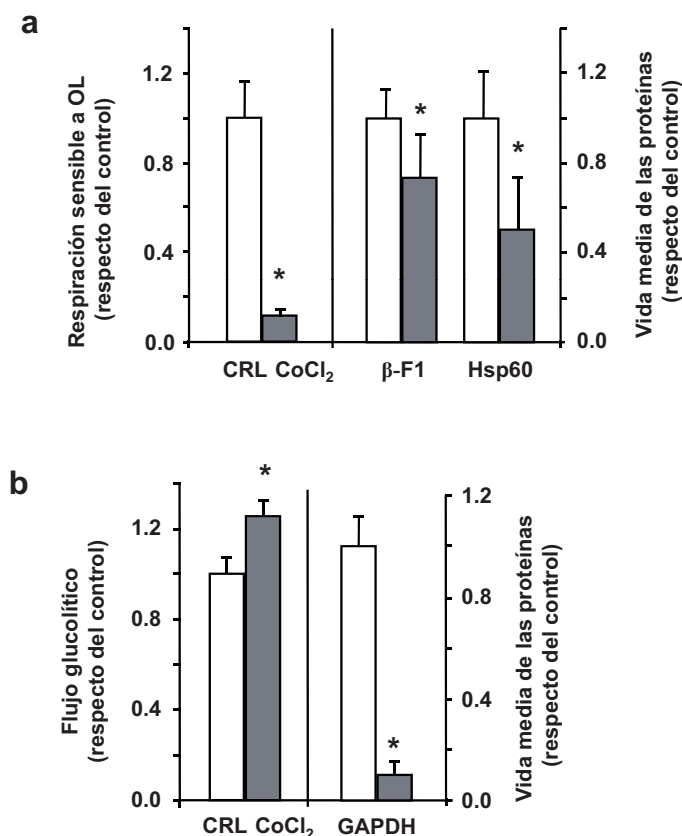 a
Respiración sensible a OL
(respecto del control)
1.2
0.8
0.4
0.0
*
*
*
1.2
0.8
0.4
0.0
Vida media de las proteínas
(respecto del control)
CRL CoCl₂
β-F1
Hsp60
b
Flujo glucolítico
(respecto del control)
1.2
0.8
0.4
0.0
*
*
1.2
0.8
0.4
0.0
Vida media de las proteínas
(respecto del control)
CRL CoCl₂
GAPDH